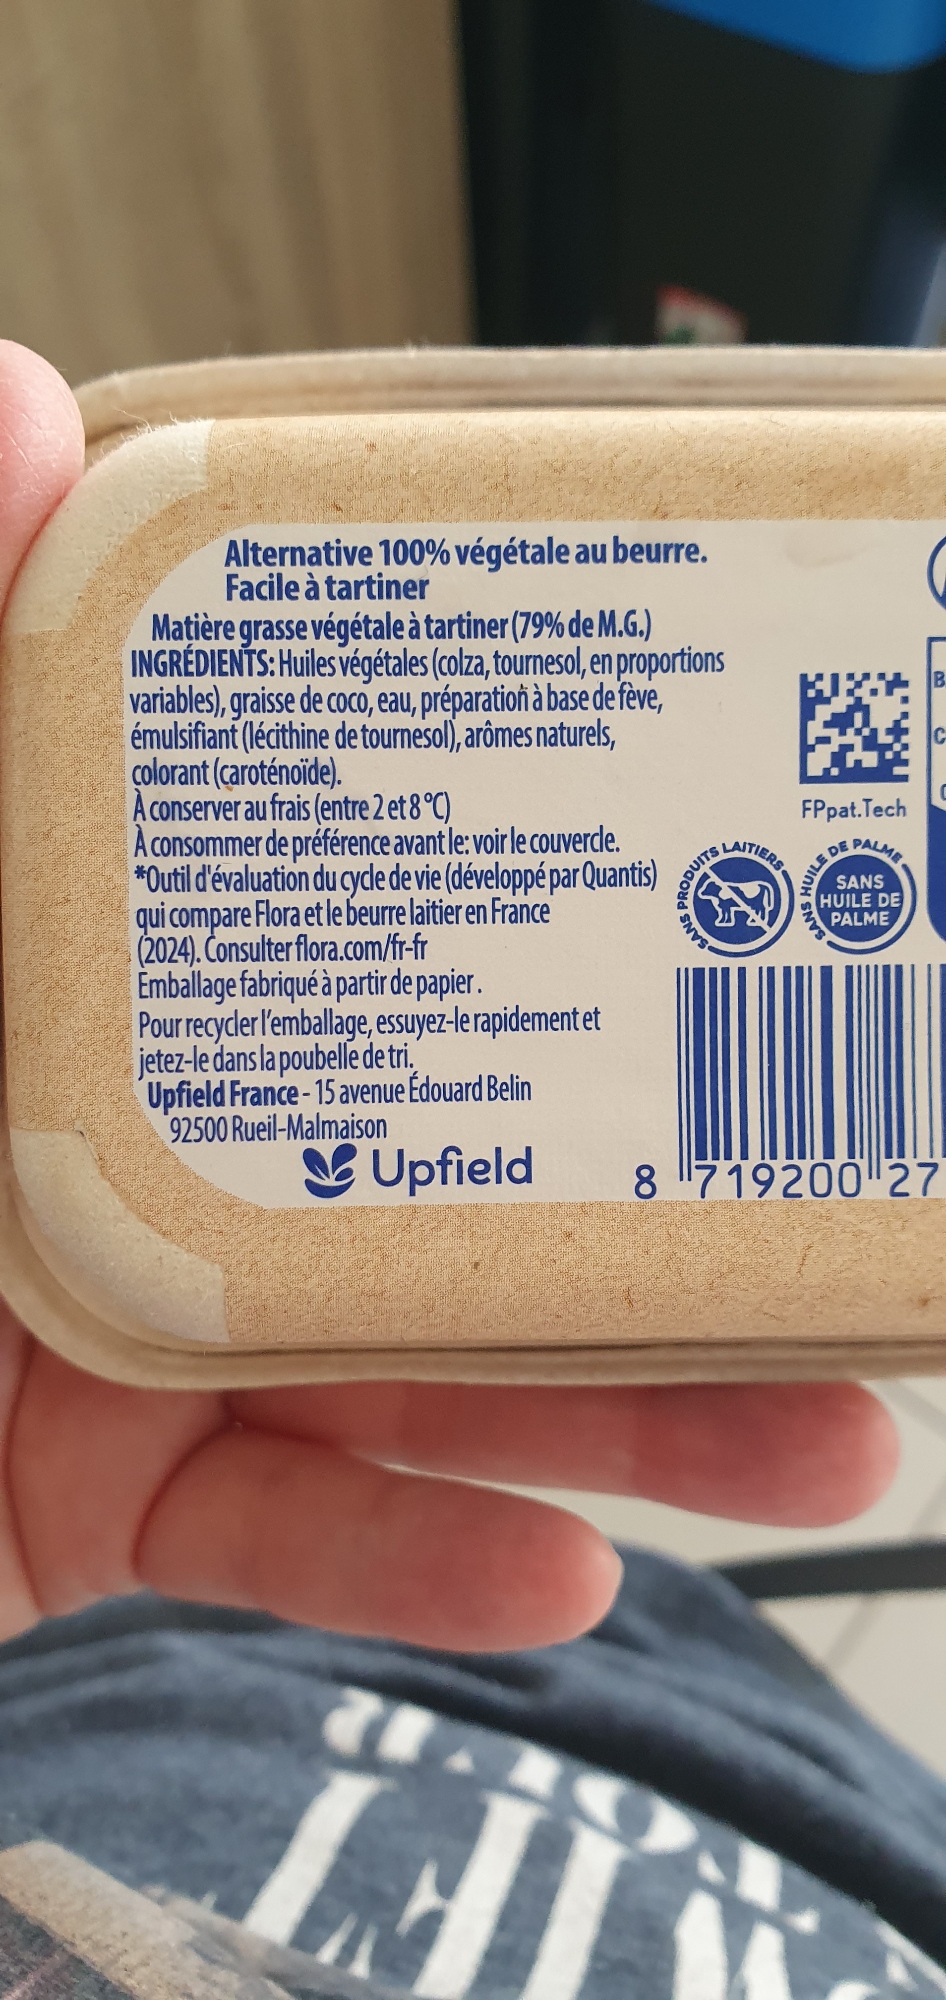 Alternative 100% végétale au beurre.
Facile à tartiner
Matière grasse végétale à tartiner (79% de M.G.)
INGRÉDIENTS: Huiles végétales (colza, tournesol, en proportions
variables), graisse de coco, eau, préparation à base de fève,
émulsifiant (lécithine de tournesol), arômes naturels,
colorant (caroténoïde).
À conserver au frais (entre 2 et 8 °C)
À consommer de préférence avant le: voir le couvercle.
*Outil d'évaluation du cycle de vie (développé par Quantis)
qui compare Flora et le beurre laitier en France
(2024). Consulter flora.com/fr-fr
Emballage fabriqué à partir de papier.
Pour recycler l'emballage, essuyez-le rapidement et
jetez-le dans la poubelle de tri.
Upfield France - 15 avenue Édouard Belin
92500 Rueil-Malmaison
Upfield
FPpat.Tech
SANS PRODUITS LAITIERS
SANS HUILE DE PALME
SANS
HUILE DE
PALME
8 719200 27